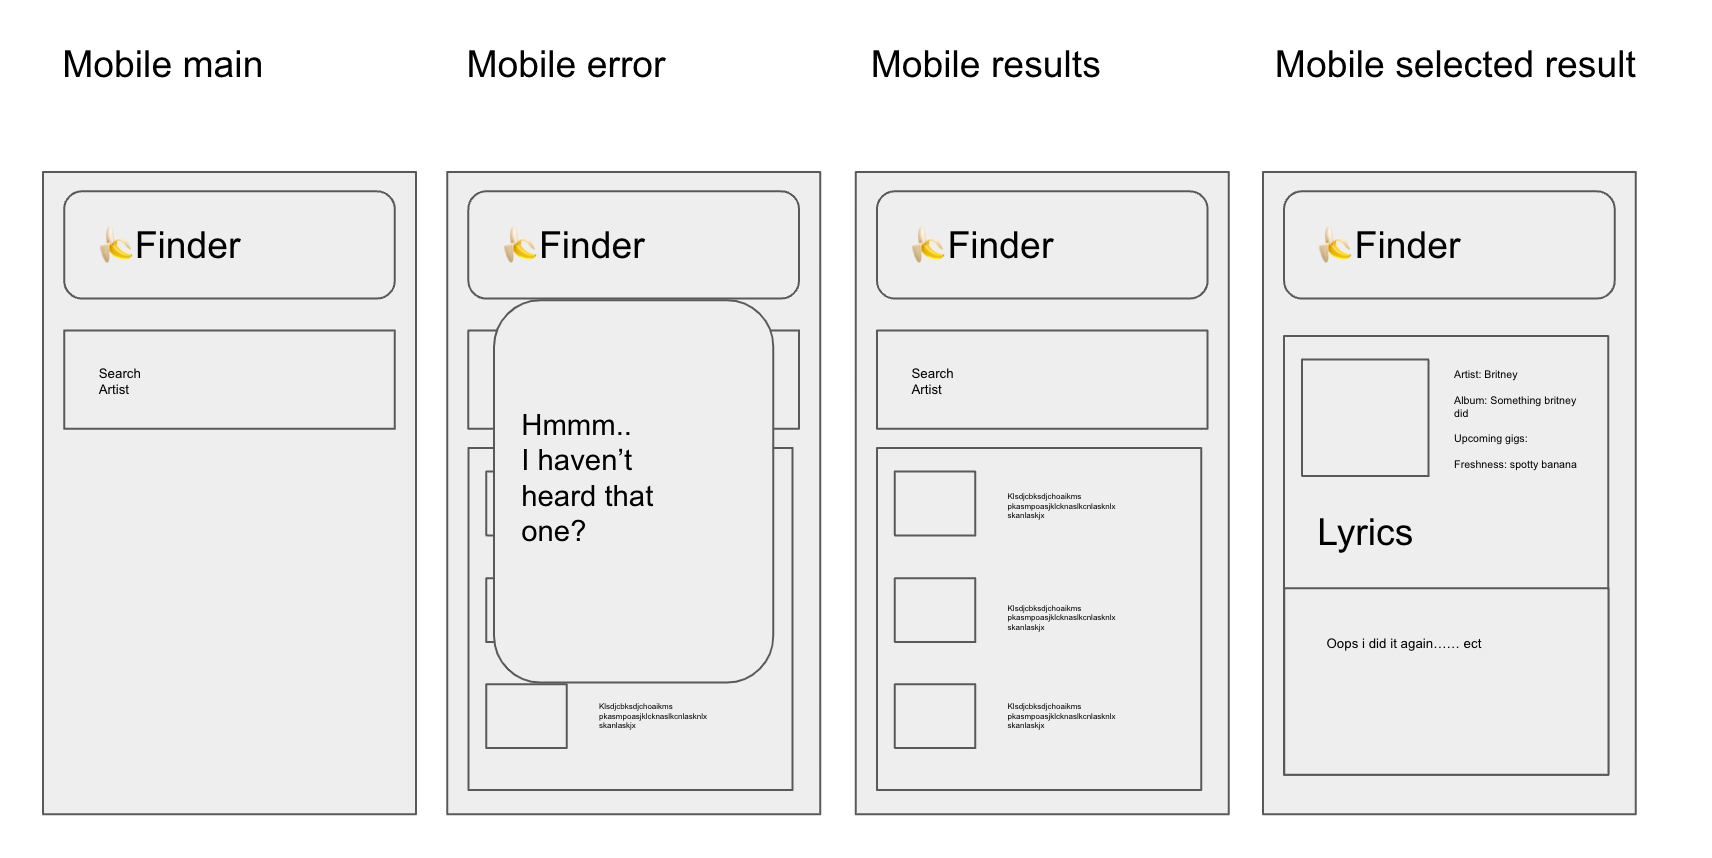 Mobile main
Mobile error
Mobile results
Mobile selected result
🍌Finder
Search
Artist
🍌Finder
Hmmm..
I haven’t
heard that
one?
Klsdjcbksdjchoaikms
pkasmpoasjklcknaslkcnlasknlx
skanlaskjx
🍌Finder
Search
Artist
Klsdjcbksdjchoaikms
pkasmpoasjklcknaslkcnlasknlx
skanlaskjx
Klsdjcbksdjchoaikms
pkasmpoasjklcknaslkcnlasknlx
skanlaskjx
Klsdjcbksdjchoaikms
pkasmpoasjklcknaslkcnlasknlx
skanlaskjx
🍌Finder
Artist: Britney
Album: Something britney
did
Upcoming gigs:
Freshness: spotty banana
Lyrics
Oops i did it again…… ect